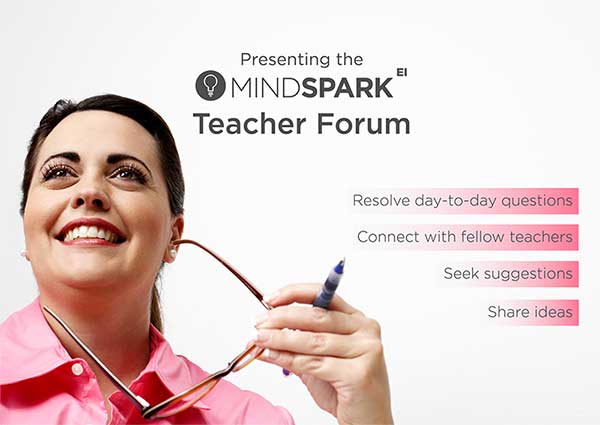 Presenting the
MINDSPARK EI
Teacher Forum
Resolve day-to-day questions
Connect with fellow teachers
Seek suggestions
Share ideas